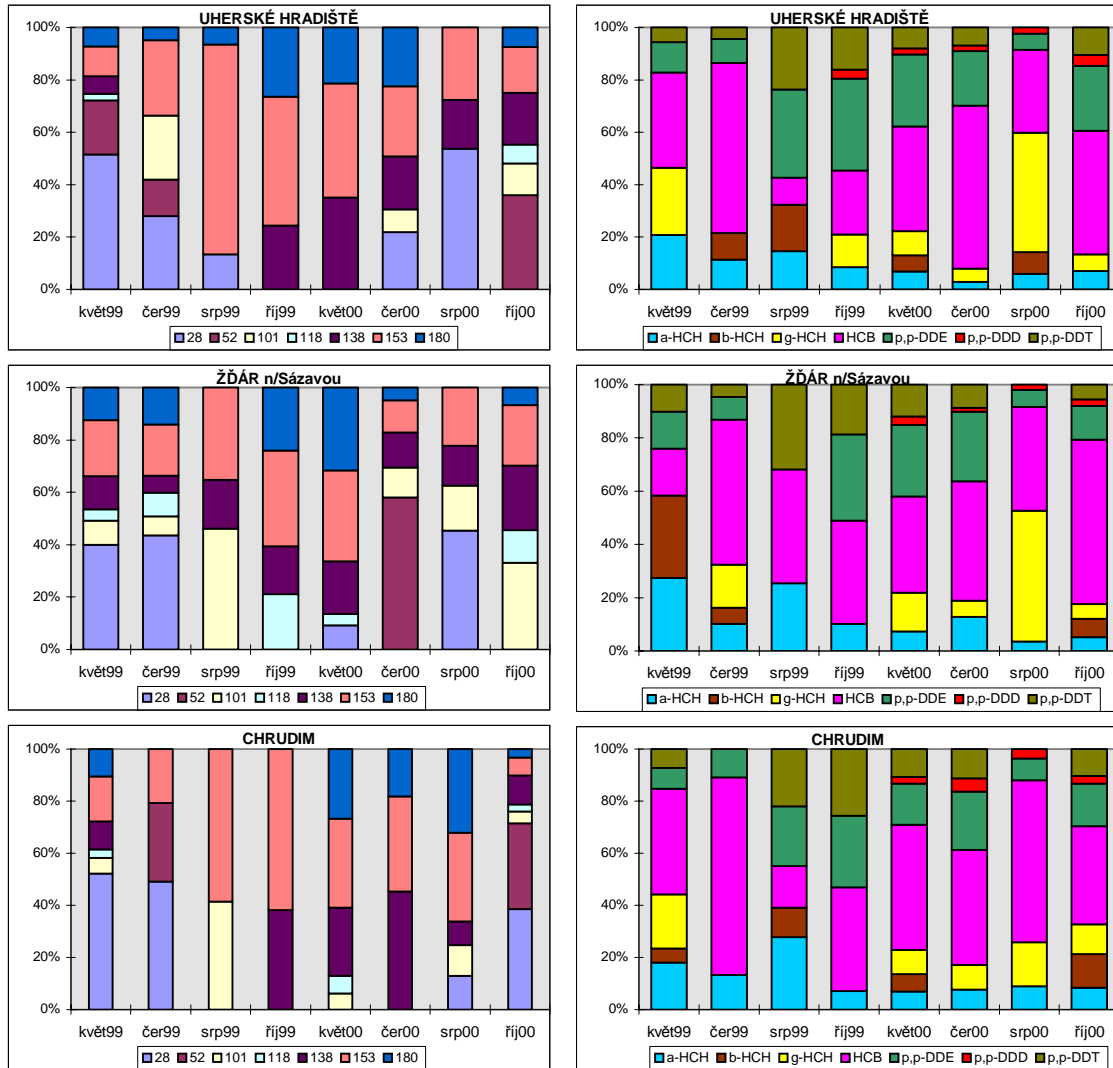 UHERSKÉ HRADIŠTĚ
100%
80%
60%
40%
20%
0%
květ99 čer99 srp99 říj99 květ00 čer00 srp00 říj00
28 52 101 118 138 153 180
UHERSKÉ HRADIŠTĚ
100%
80%
60%
40%
20%
0%
květ99 čer99 srp99 říj99 květ00 čer00 srp00 říj00
a-HCH b-HCH g-HCH HCB p,p-DDE p,p-DDD p,p-DDT
ŽĎÁR n/Sázavou
100%
80%
60%
40%
20%
0%
květ99 čer99 srp99 říj99 květ00 čer00 srp00 říj00
28 52 101 118 138 153 180
ŽĎÁR n/Sázavou
100%
80%
60%
40%
20%
0%
květ99 čer99 srp99 říj99 květ00 čer00 srp00 říj00
a-HCH b-HCH g-HCH HCB p,p-DDE p,p-DDD p,p-DDT
CHRUDIM
100%
80%
60%
40%
20%
0%
květ99 čer99 srp99 říj99 květ00 čer00 srp00 říj00
28 52 101 118 138 153 180
CHRUDIM
100%
80%
60%
40%
20%
0%
květ99 čer99 srp99 říj99 květ00 čer00 srp00 říj00
a-HCH b-HCH g-HCH HCB p,p-DDE p,p-DDD p,p-DDT